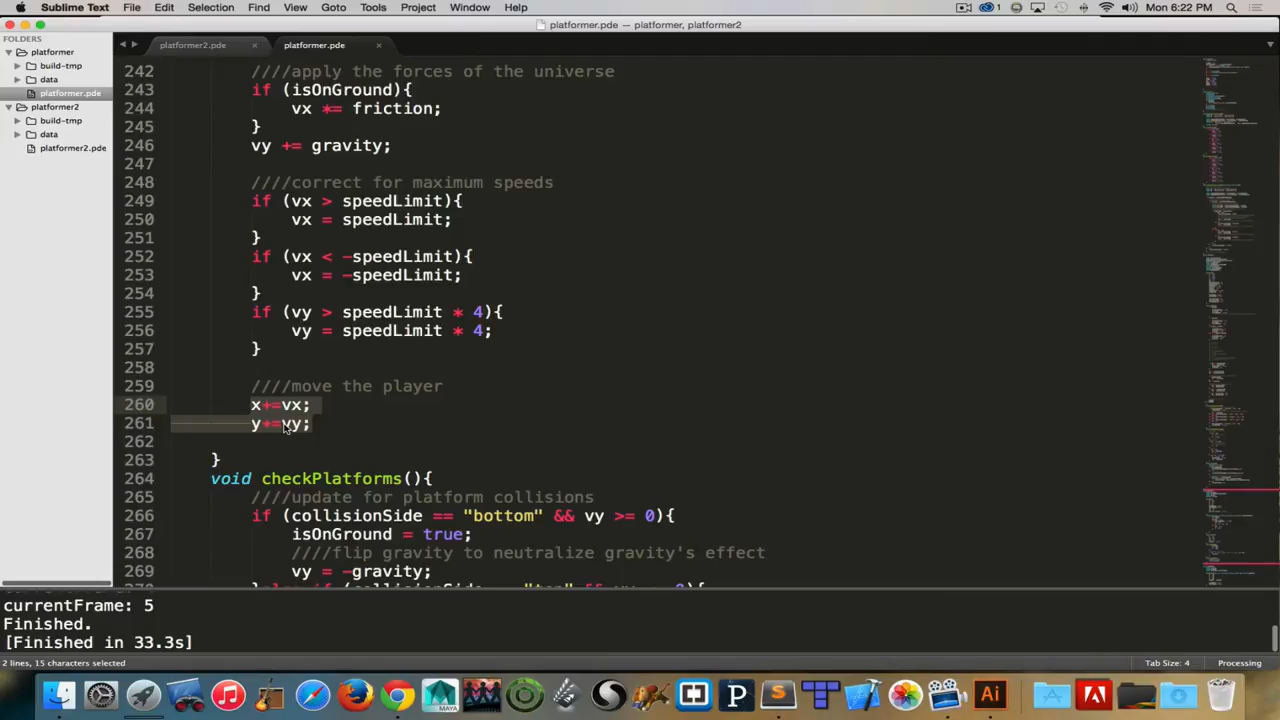 Sublime Text File Edit Selection Find View Goto Tools Project Window Help Mon 6:22 PM
platformer.pde — platformer, platformer2
FOLDERS
platformer
build-tmp
data
platformer.pde
platformer2
build-tmp
data
platformer2.pde
platformer2.pde platformer.pde
242 ////apply the forces of the universe
243 if (isOnGround){
244 vx *= friction;
245 }
246 vy += gravity;
247
248 ////correct for maximum speeds
249 if (vx > speedLimit){
250 vx = speedLimit;
251 }
252 if (vx < -speedLimit){
253 vx = -speedLimit;
254 }
255 if (vy > speedLimit * 4){
256 vy = speedLimit * 4;
257 }
258
259 ////move the player
260 x+=vx;
261 y+=vy;
262
263 }
264 void checkPlatforms(){
265 ////update for platform collisions
266 if (collisionSide == "bottom" && vy >= 0){
267 isOnGround = true;
268 ////flip gravity to neutralize gravity's effect
269 vy = -gravity;
currentFrame: 5
Finished.
[Finished in 33.3s]
2 lines, 15 characters selected Tab Size: 4 Processing
MAYA
P
S
T
Ai